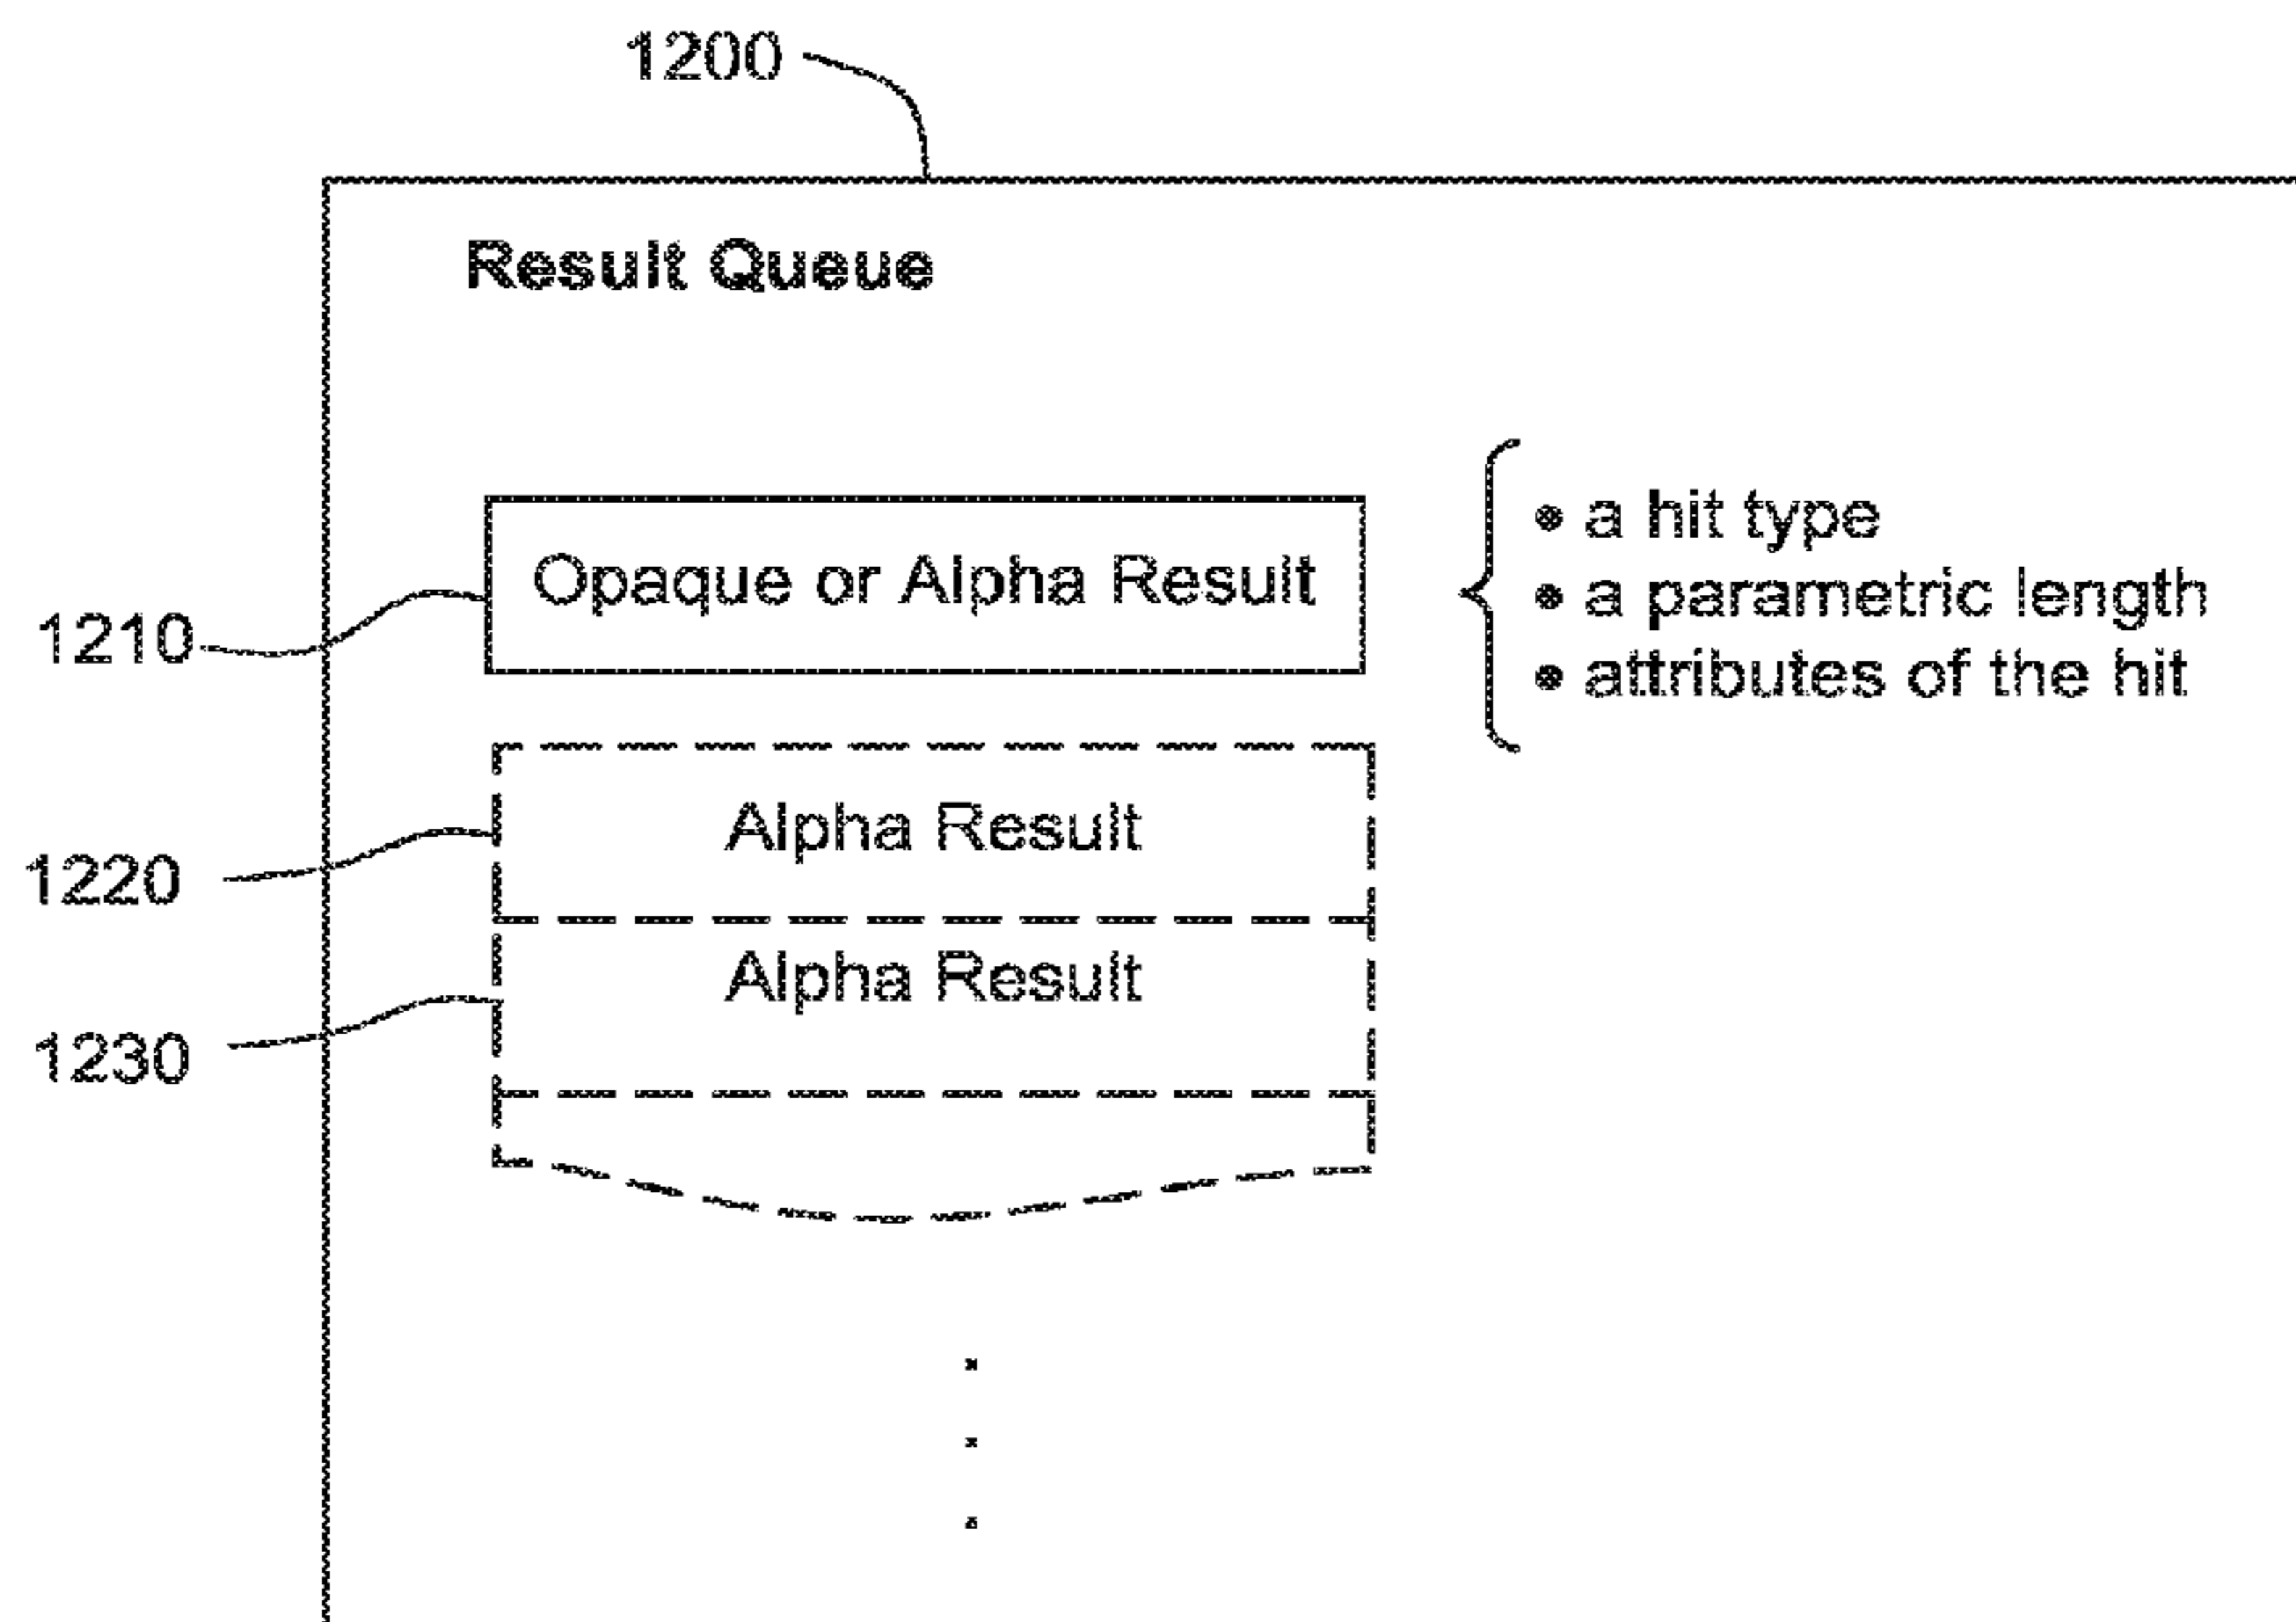 1200
Result Queue
Opaque or Alpha Result
• a hit type
• a parametric length
• attributes of the hit
1210
Alpha Result
1220
Alpha Result
1230